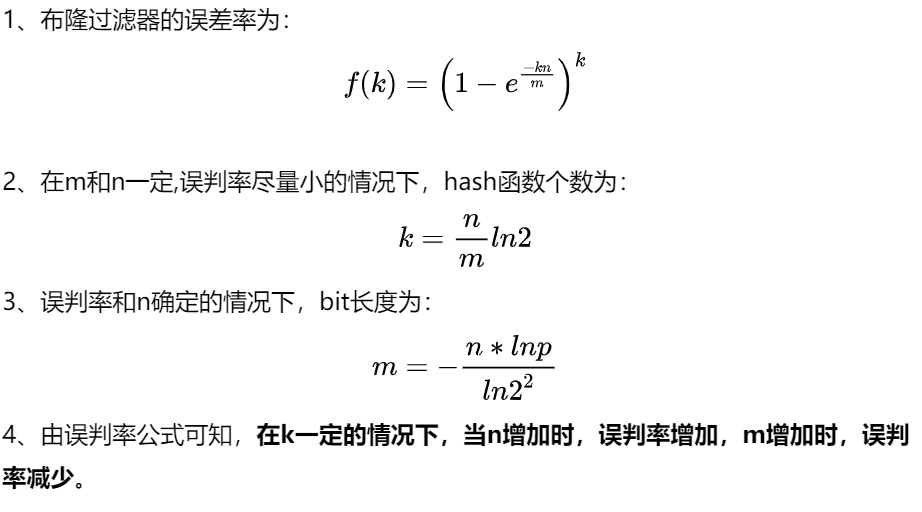 1、布隆过滤器的误差率为：
f(k) = (1 − e^{\frac{-kn}{m}})^k
2、在m和n一定,误判率尽量小的情况下，hash函数个数为：
k = \frac{n}{m} ln2
3、误判率和n确定的情况下，bit长度为：
m = −\frac{n * lnp}{ln2^2}
4、由误判率公式可知，在k一定的情况下，当n增加时，误判率增加，m增加时，误判
率减少。